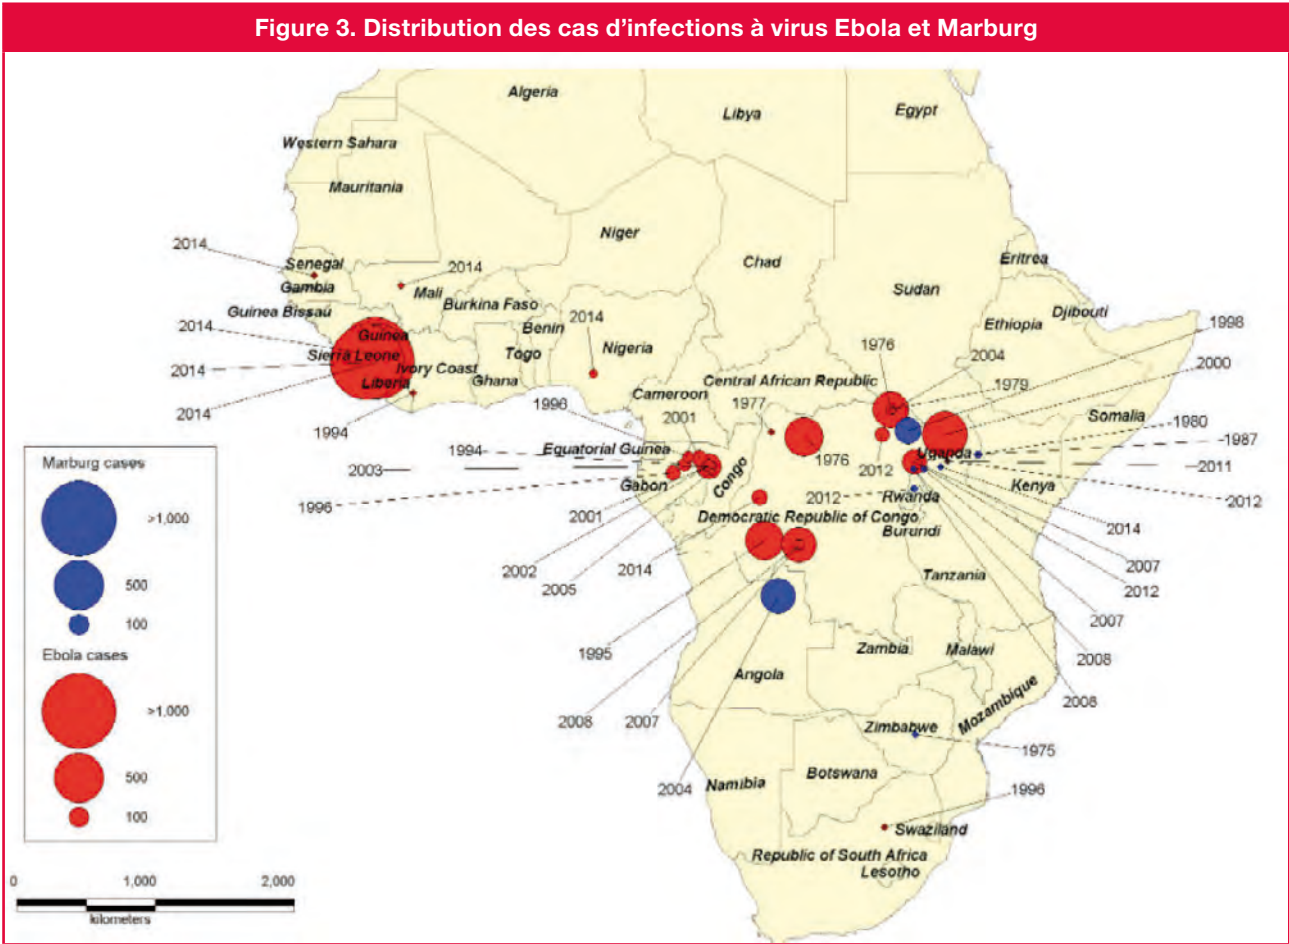 Figure 3. Distribution des cas d'infections à virus Ebola et Marburg
Algeria
Libya
Egypt
Western Sahara
Mauritania
Niger
Chad
Sudan
Eritrea
2014
Senegal
Gambia
2014
Mali
Burkina Faso
Guinea Bissaú
Djibouti
Ethiopia
2014
2014
Benin
Nigeria
Togo
Ghana
Guinea
Sierra Leone
Ivory Coast
Liberia
2014
2014
1994
1976
2004
1979
1998
2000
Central African Republic
Cameroon
Somalia
1996
2001
1977
1980
1994
Equatorial Guinea
1976
2012
Uganda
1987
2003
2011
Gabon
Congo
Kenya
1996
2012
Rwanda
2012
2001
Democratic Republic of Congo
Burundi
2014
2002
2005
2014
2007
2012
Tanzania
2007
1995
Angola
Zambia
Malawi
2008
2008
2008
2007
Mozambique
Zimbabwe
1975
2004
Namibia
Botswana
1996
Swaziland
Republic of South Africa
Lesotho
Marburg cases
>1,000
500
100
Ebola cases
>1,000
500
100
0 1,000 2,000
kilometers